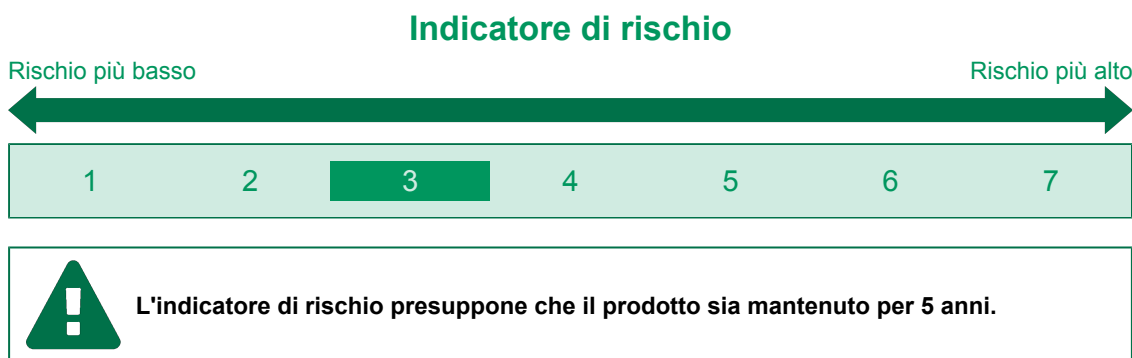 Indicatore di rischio
Rischio più basso Rischio più alto
1 2 3 4 5 6 7
L'indicatore di rischio presuppone che il prodotto sia mantenuto per 5 anni.